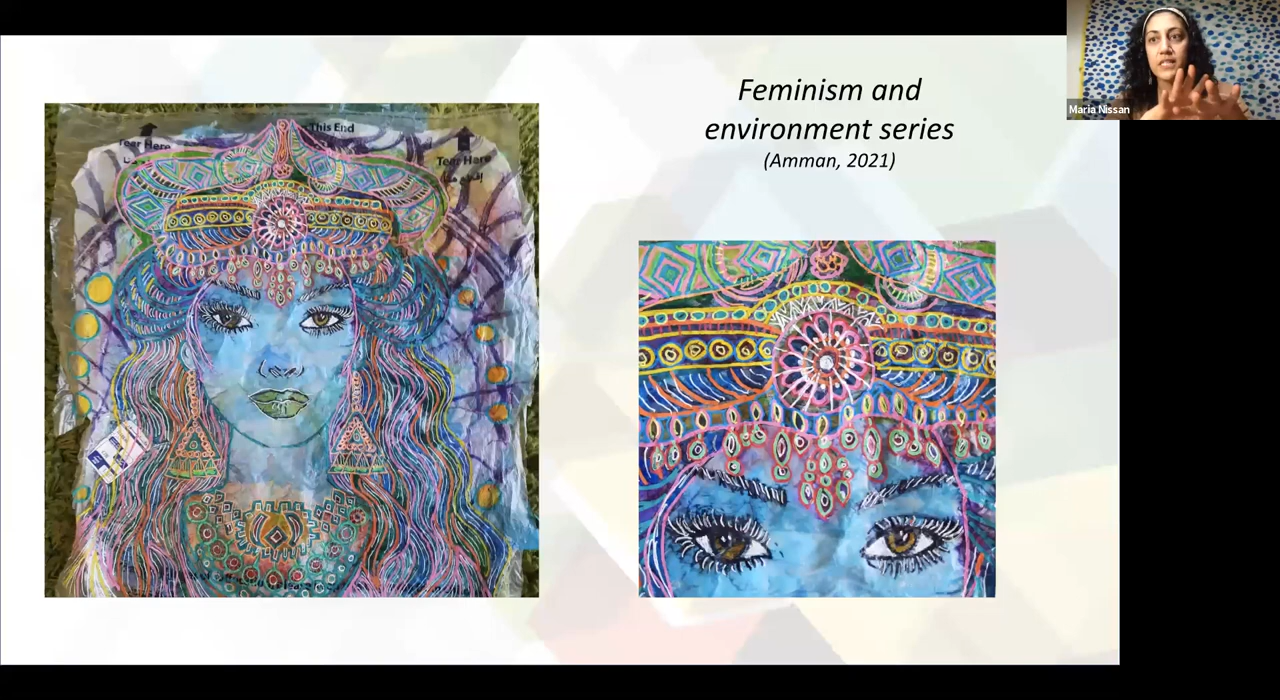 Feminism and
environment series
(Amman, 2021)
Maria Nissan
This End
Tear Here
Tear Here